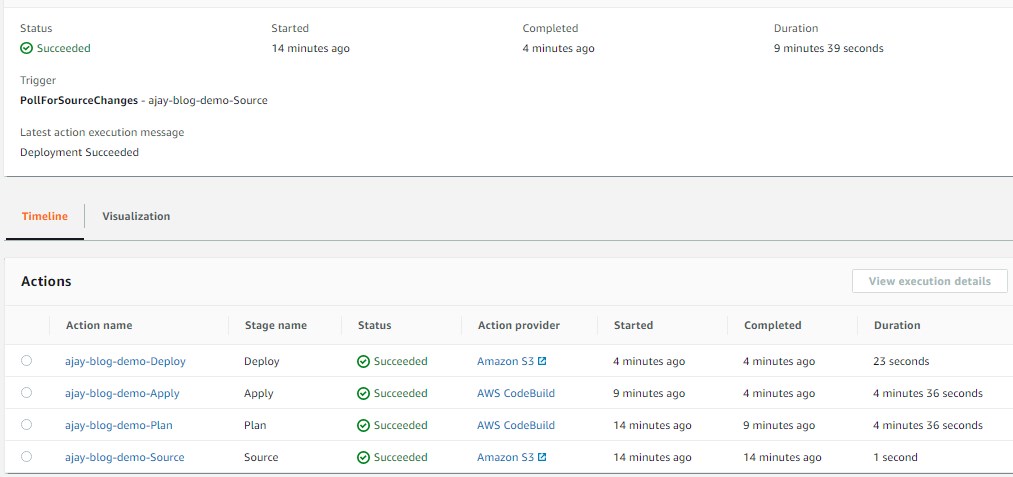 Status Started Completed Duration
Succeeded 14 minutes ago 4 minutes ago 9 minutes 39 seconds
Trigger
PollForSourceChanges - ajay-blog-demo-Source
Latest action execution message
Deployment Succeeded
Timeline Visualization
Actions View execution details
Action name Stage name Status Action provider Started Completed Duration
ajay-blog-demo-Deploy Deploy Succeeded Amazon S3 4 minutes ago 4 minutes ago 23 seconds
ajay-blog-demo-Apply Apply Succeeded AWS CodeBuild 9 minutes ago 4 minutes ago 4 minutes 36 seconds
ajay-blog-demo-Plan Plan Succeeded AWS CodeBuild 14 minutes ago 9 minutes ago 4 minutes 36 seconds
ajay-blog-demo-Source Source Succeeded Amazon S3 14 minutes ago 14 minutes ago 1 second